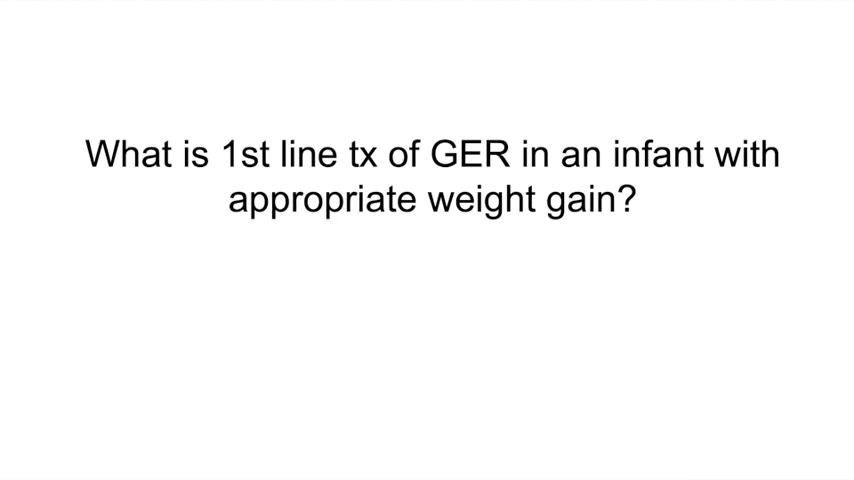 What is 1st line tx of GER in an infant with
appropriate weight gain?